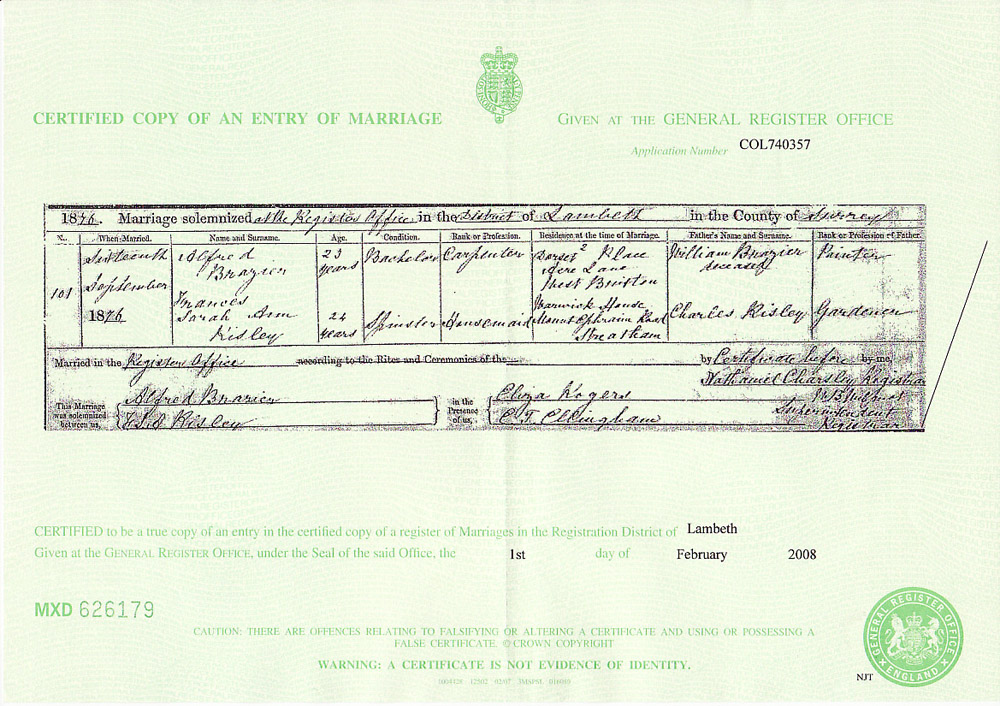 CERTIFIED COPY OF AN ENTRY OF MARRIAGE
GIVEN AT THE GENERAL REGISTER OFFICE
Application Number COL740357
1876. Marriage solemnized at the Register Office in the District of Lambeth in the County of Surrey
No. When Married. Name and Surname. Age. Condition. Rank or Profession. Residence at the time of Marriage. Father's Name and Surname. Rank or Profession of Father.
101 Sixteenth September 1876
Alfred Brazier 23 years Bachelor Carpenter 2 Dorset Place Acre Lane West Brixton William Brazier deceased Painter
Frances Sarah Ann Risley 24 years Spinster Housemaid Warwick House Mount Ephraim Road Streatham Charles Risley Gardener
Married in the Register Office according to the Rites and Ceremonies of the by Certificate before by me,
This Marriage was solemnized between us,
Alfred Brazier
F.S.A Risley
in the Presence of us,
Eliza Rogers
C.T. Ellingham
Nathaniel Charsley Registrar
Superintendent
Registrar
CERTIFIED to be a true copy of an entry in the certified copy of a register of Marriages in the Registration District of Lambeth
Given at the GENERAL REGISTER OFFICE, under the Seal of the said Office, the 1st day of February 2008
MXD 626179
CAUTION: THERE ARE OFFENCES RELATING TO FALSIFYING OR ALTERING A CERTIFICATE AND USING OR POSSESSING A
FALSE CERTIFICATE. © CROWN COPYRIGHT
WARNING: A CERTIFICATE IS NOT EVIDENCE OF IDENTITY.
NJT
GENERAL REGISTER OFFICE
ENGLAND